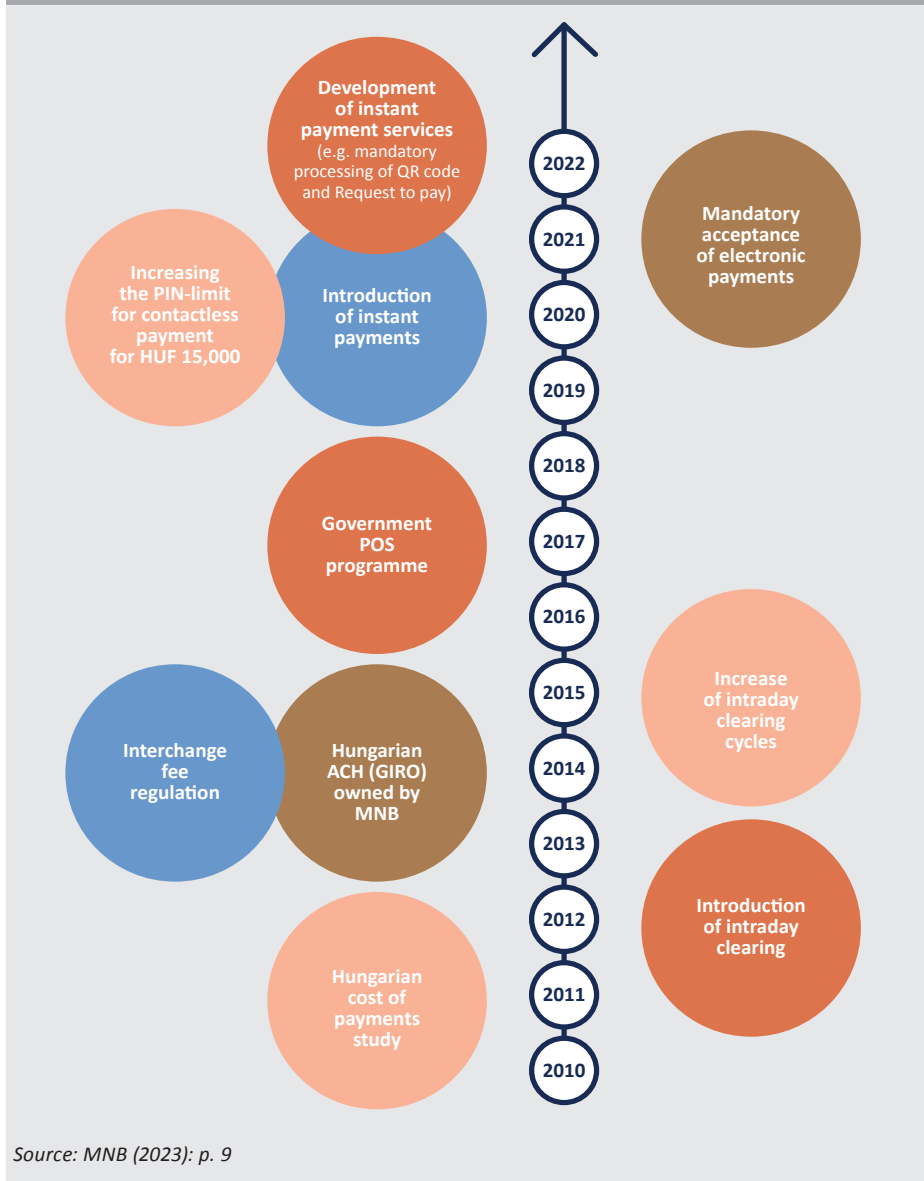 Development
of instant
payment services
(e.g. mandatory
processing of QR code
and Request to pay)
2022
Mandatory
acceptance
of electronic
payments
2021
Increasing
the PIN-limit
for contactless
payment
for HUF 15,000
Introduction
of instant
payments
2020
2019
2018
Government
POS
programme
2017
2016
2015
Increase
of intraday
clearing
cycles
Interchange
fee
regulation
Hungarian
ACH (GIRO)
owned by
MNB
2014
2013
2012
Introduction
of intraday
clearing
Hungarian
cost of
payments
study
2011
2010
Source: MNB (2023): p. 9